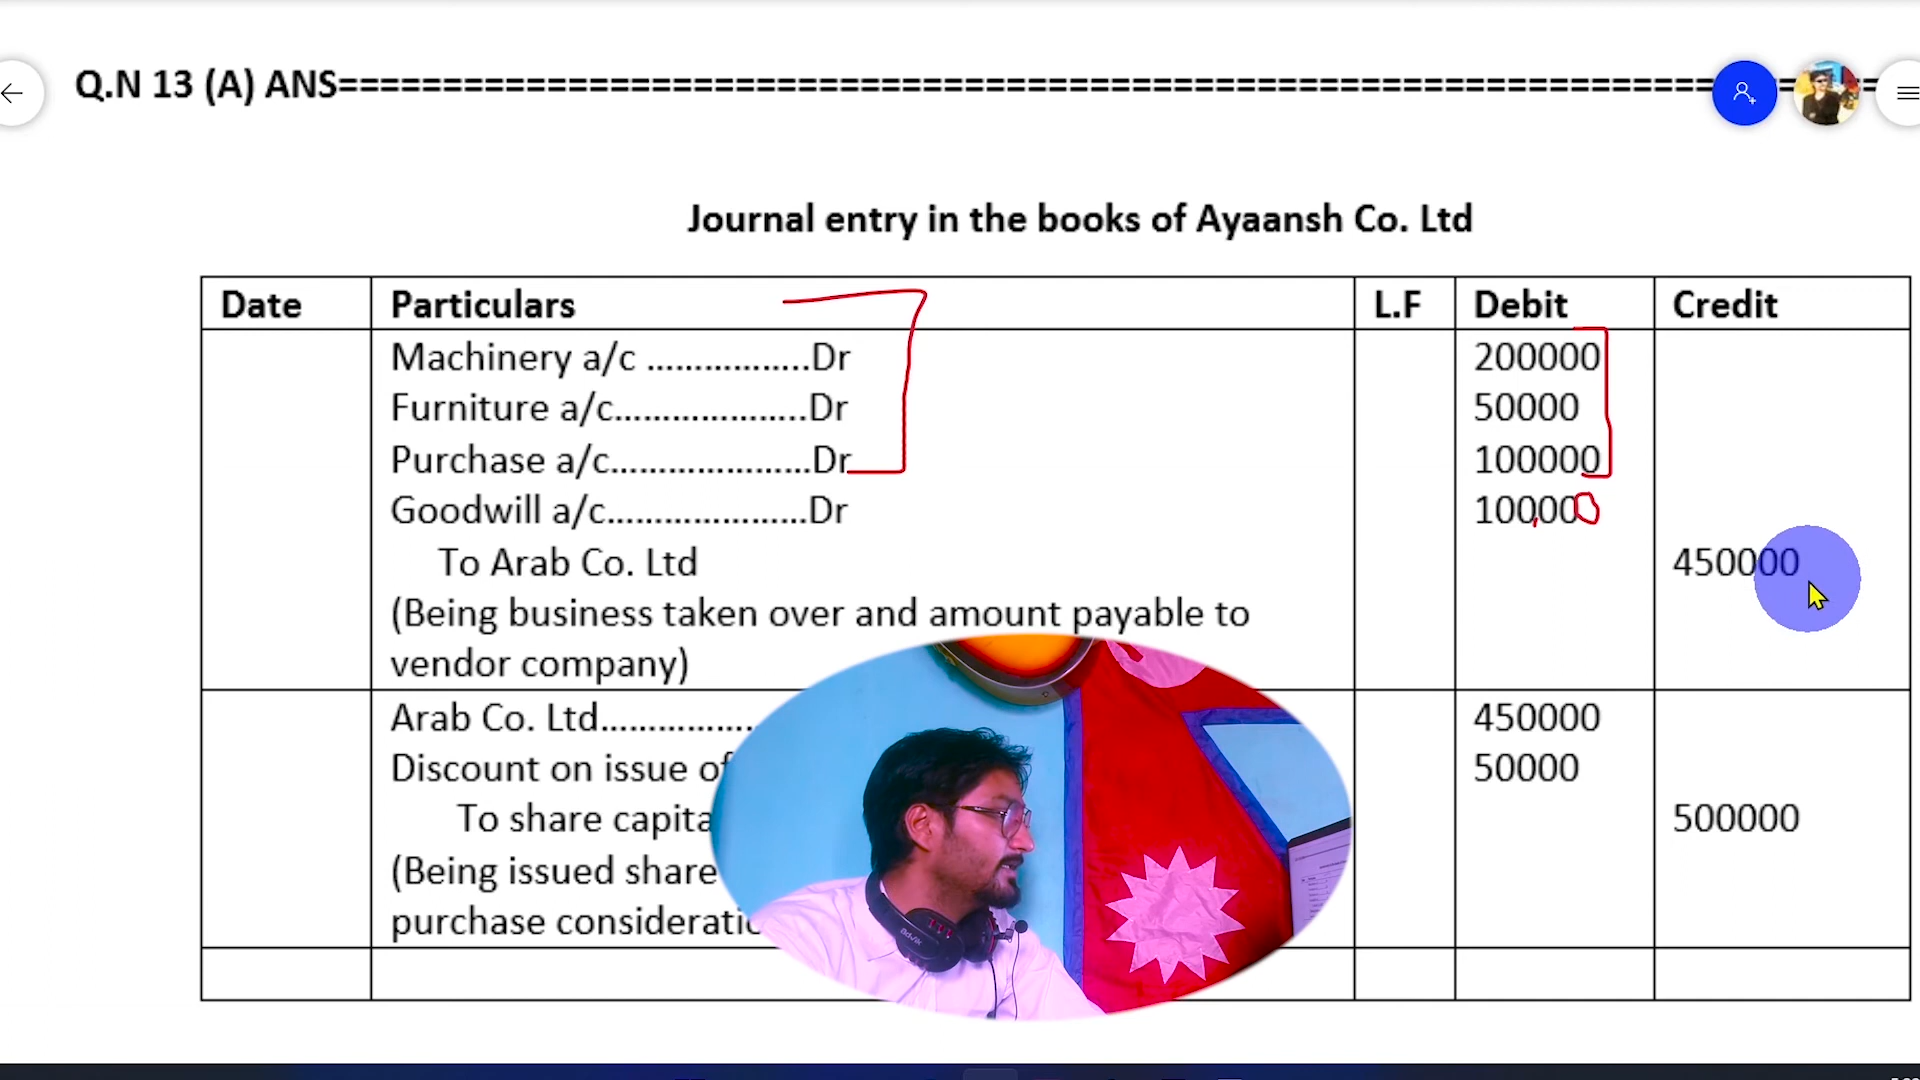 Q.N 13 (A) ANS==================================================================
Journal entry in the books of Ayaansh Co. Ltd
Date Particulars L.F Debit Credit
Machinery a/c ……………..Dr 200000
Furniture a/c………………..Dr 50000
Purchase a/c…………………Dr 100000
Goodwill a/c…………………Dr 100000
To Arab Co. Ltd 450000
(Being business taken over and amount payable to
vendor company)
Arab Co. Ltd…………… 450000
Discount on issue of 50000
To share 500000
(Being issued share
purchase